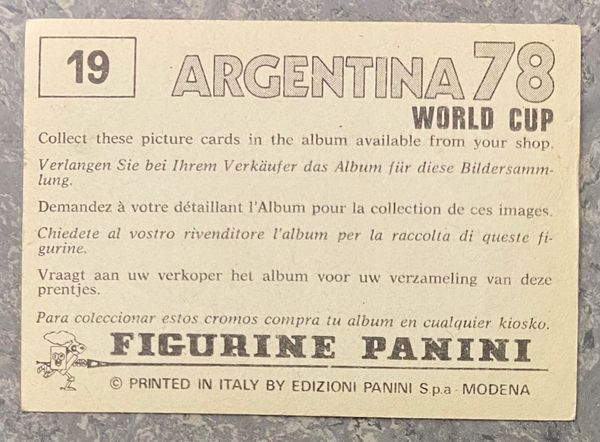 19
ARGENTINA 78
WORLD CUP
Collect these picture cards in the album available from your shop.
Verlangen Sie bei Ihrem Verkäufer das Album für diese Bildersamm-
lung.
Demandez à votre détaillant l'Album pour la collection de ces images.
Chiedete al vostro rivenditore l'album per la raccolta di queste fi-
gurine.
Vraagt aan uw verkoper het album voor uw verzameling van deze
prentjes.
Para coleccionar estos cromos compra tu album en cualquier kiosko.
FIGURINE PANINI
© PRINTED IN ITALY BY EDIZIONI PANINI S.p.a - MODENA